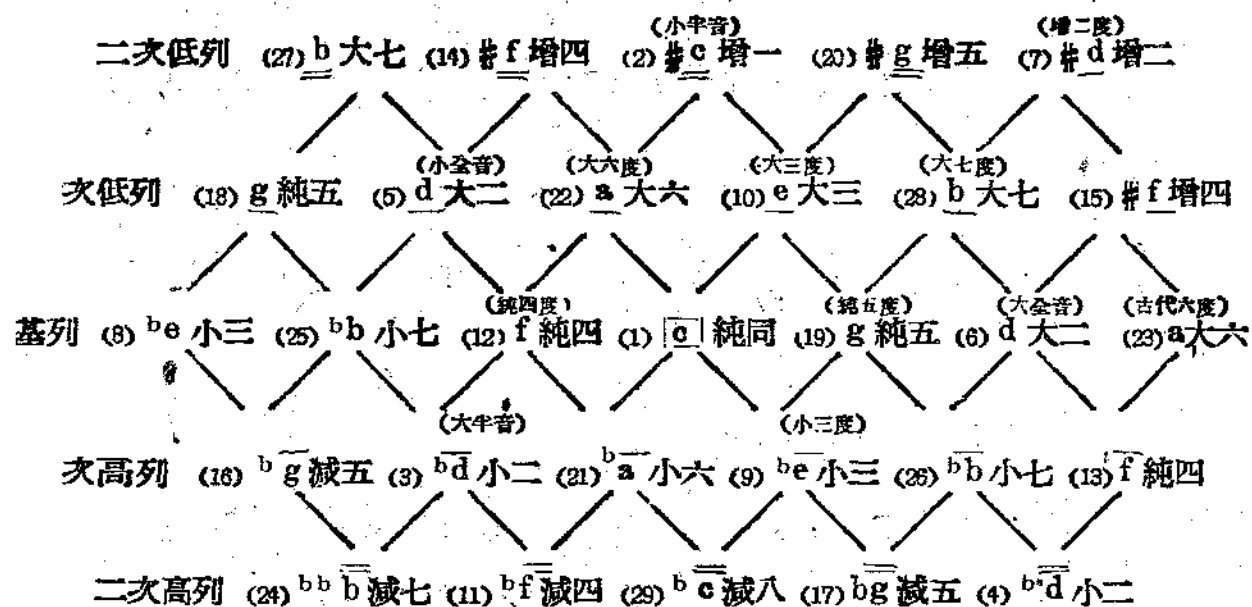 (小半音) (增二度)
二次低列 (27) b 大七 (14) #f 增四 (2) #c 增一 (20) #g 增五 (7) #d 增二
(小全音) (大六度) (大三度) (大七度)
次低列 (18) g 純五 (5) d 大二 (22) a 大六 (10) e 大三 (28) b 大七 (15) #f 增四
(純四度) (純五度) (大全音) (古代六度)
基列 (8) be 小三 (25) bb 小七 (12) f 純四 (1) c 純同 (19) g 純五 (6) d 大二 (23) a 大六
(大半音) (小三度)
次高列 (16) bg 減五 (3) bd 小二 (21) ba 小六 (9) be 小三 (26) bb 小七 (13) f 純四
二次高列 (24) bbb 減七 (11) bf 減四 (29) bc 減八 (17) bg 減五 (4) bd 小二